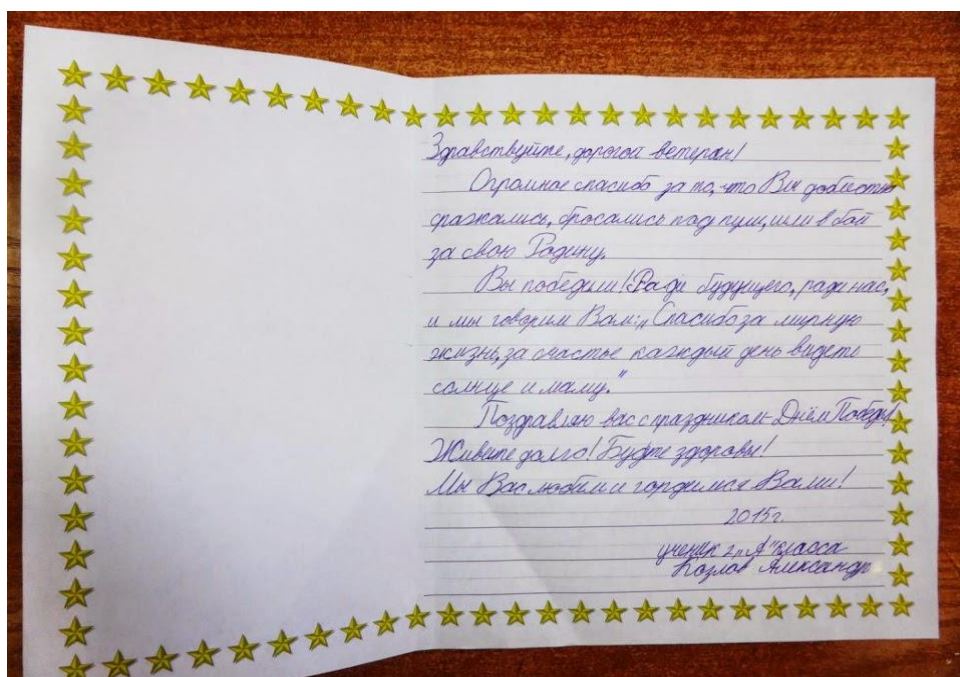 Здравствуйте, дорогой ветеран!
Огромное спасибо за то, что Вы доблестно
сражались, бросались под пули, шли в бой
за свою Родину.
Вы победили! Ради будущего, ради нас,
и мы говорим Вам: „Спасибо за мирную
жизнь, за счастье каждый день видеть
солнце и маму."
Поздравляю вас с праздником Днём Победы!
Живите долго! Будьте здоровы!
Мы Вас любим и гордимся Вами!
2015г.
ученик 2 „А" класса
Козлов Александр